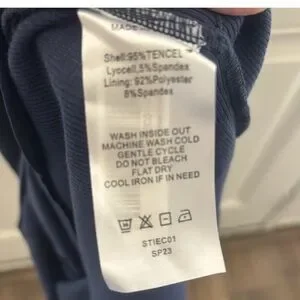 MADE
Shell:95%TENCEL
Lyocell,5%Spandex
Lining: 92%Polyester
8%Spandex
WASH INSIDE OUT
MACHINE WASH COLD
GENTLE CYCLE
DO NOT BLEACH
FLAT DRY
COOL IRON IF IN NEED
STIEC01
SP23